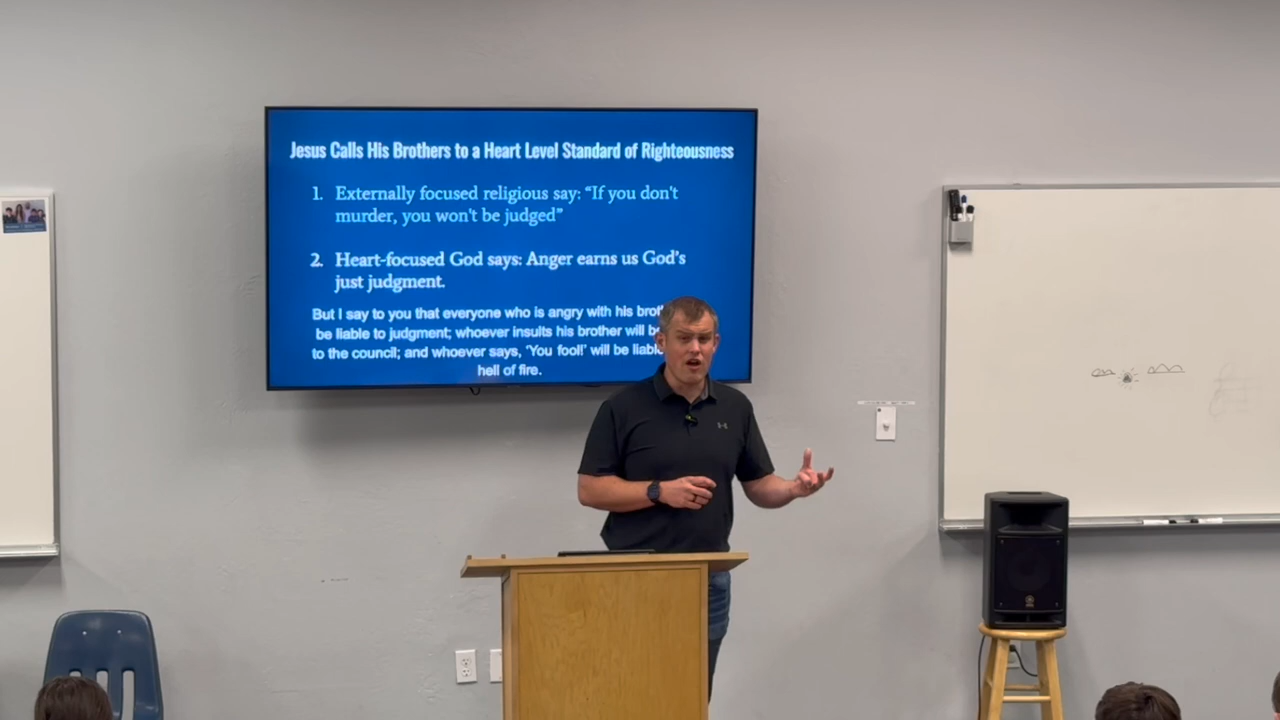 Jesus Calls His Brothers to a Heart Level Standard of Righteousness
1. Externally focused religious say: “If you don't
murder, you won't be judged”
2. Heart-focused God says: Anger earns us God’s
just judgment.
But I say to you that everyone who is angry with his
be liable to judgment; whoever insults his brother will
to the council; and whoever says, ‘You fool!’ will be
hell of fire.